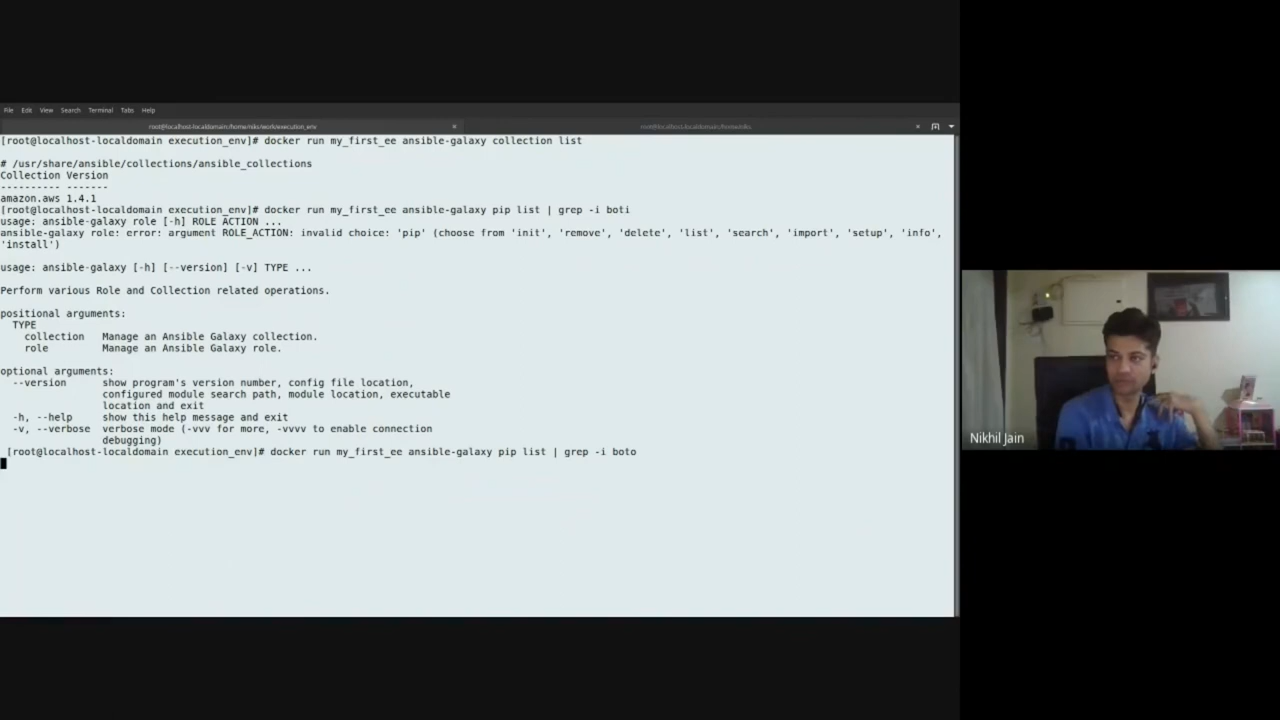 File Edit View Search Terminal Tabs Help
root@localhost-localdomain:/home/niks/work/execution_env
[root@localhost-localdomain execution_env]# docker run my_first_ee ansible-galaxy collection list
# /usr/share/ansible/collections/ansible_collections
Collection Version
---------- -------
amazon.aws 1.4.1
[root@localhost-localdomain execution_env]# docker run my_first_ee ansible-galaxy pip list | grep -i boti
usage: ansible-galaxy role [-h] ROLE_ACTION ...
ansible-galaxy role: error: argument ROLE_ACTION: invalid choice: 'pip' (choose from 'init', 'remove', 'delete', 'list', 'search', 'import', 'setup', 'info',
'install')
usage: ansible-galaxy [-h] [--version] [-v] TYPE ...
Perform various Role and Collection related operations.
positional arguments:
TYPE
collection Manage an Ansible Galaxy collection.
role Manage an Ansible Galaxy role.
optional arguments:
--version show program's version number, config file location,
configured module search path, module location, executable
location and exit
-h, --help show this help message and exit
-v, --verbose verbose mode (-vvv for more, -vvvv to enable connection
debugging)
[root@localhost-localdomain execution_env]# docker run my_first_ee ansible-galaxy pip list | grep -i boto
Nikhil Jain